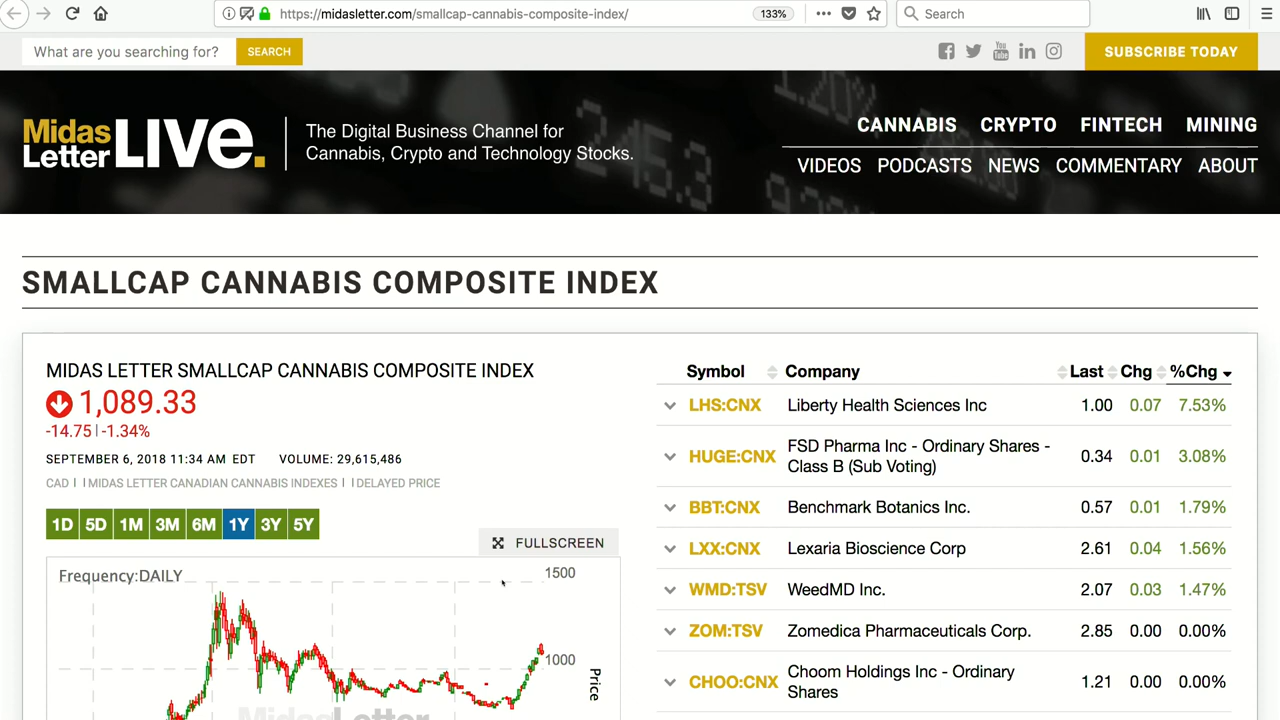 https://midasletter.com/smallcap-cannabis-composite-index/
133%
Search
What are you searching for?
SEARCH
SUBSCRIBE TODAY
Midas
Letter LIVE.
The Digital Business Channel for
Cannabis, Crypto and Technology Stocks.
CANNABIS CRYPTO FINTECH MINING
VIDEOS PODCASTS NEWS COMMENTARY ABOUT
1.20%
245.3
SMALLCAP CANNABIS COMPOSITE INDEX
MIDAS LETTER SMALLCAP CANNABIS COMPOSITE INDEX
1,089.33
-14.75 | -1.34%
SEPTEMBER 6, 2018 11:34 AM EDT VOLUME: 29,615,486
CAD | | MIDAS LETTER CANADIAN CANNABIS INDEXES | | DELAYED PRICE
1D 5D 1M 3M 6M 1Y 3Y 5Y
FULLSCREEN
Frequency:DAILY
1500
1000
Price
MidasLetter
Symbol Company Last Chg %Chg
LHS:CNX Liberty Health Sciences Inc 1.00 0.07 7.53%
HUGE:CNX FSD Pharma Inc - Ordinary Shares -
Class B (Sub Voting) 0.34 0.01 3.08%
BBT:CNX Benchmark Botanics Inc. 0.57 0.01 1.79%
LXX:CNX Lexaria Bioscience Corp 2.61 0.04 1.56%
WMD:TSV WeedMD Inc. 2.07 0.03 1.47%
ZOM:TSV Zomedica Pharmaceuticals Corp. 2.85 0.00 0.00%
CHOO:CNX Choom Holdings Inc - Ordinary
Shares 1.21 0.00 0.00%